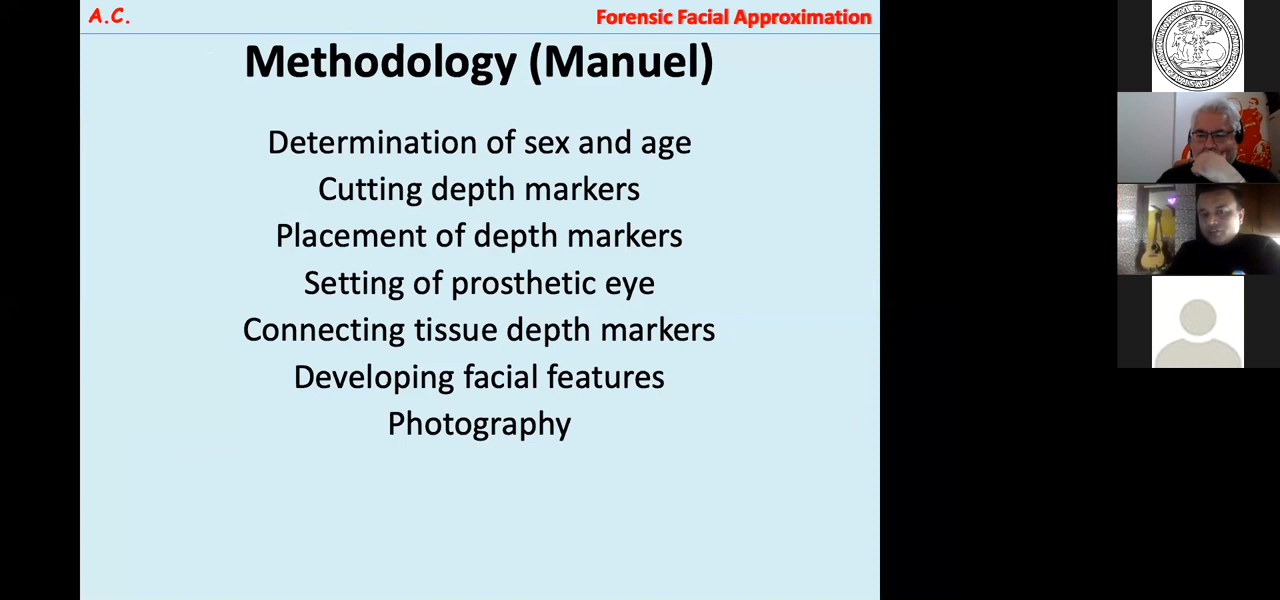 A.C.
Forensic Facial Approximation
Methodology (Manuel)
Determination of sex and age
Cutting depth markers
Placement of depth markers
Setting of prosthetic eye
Connecting tissue depth markers
Developing facial features
Photography